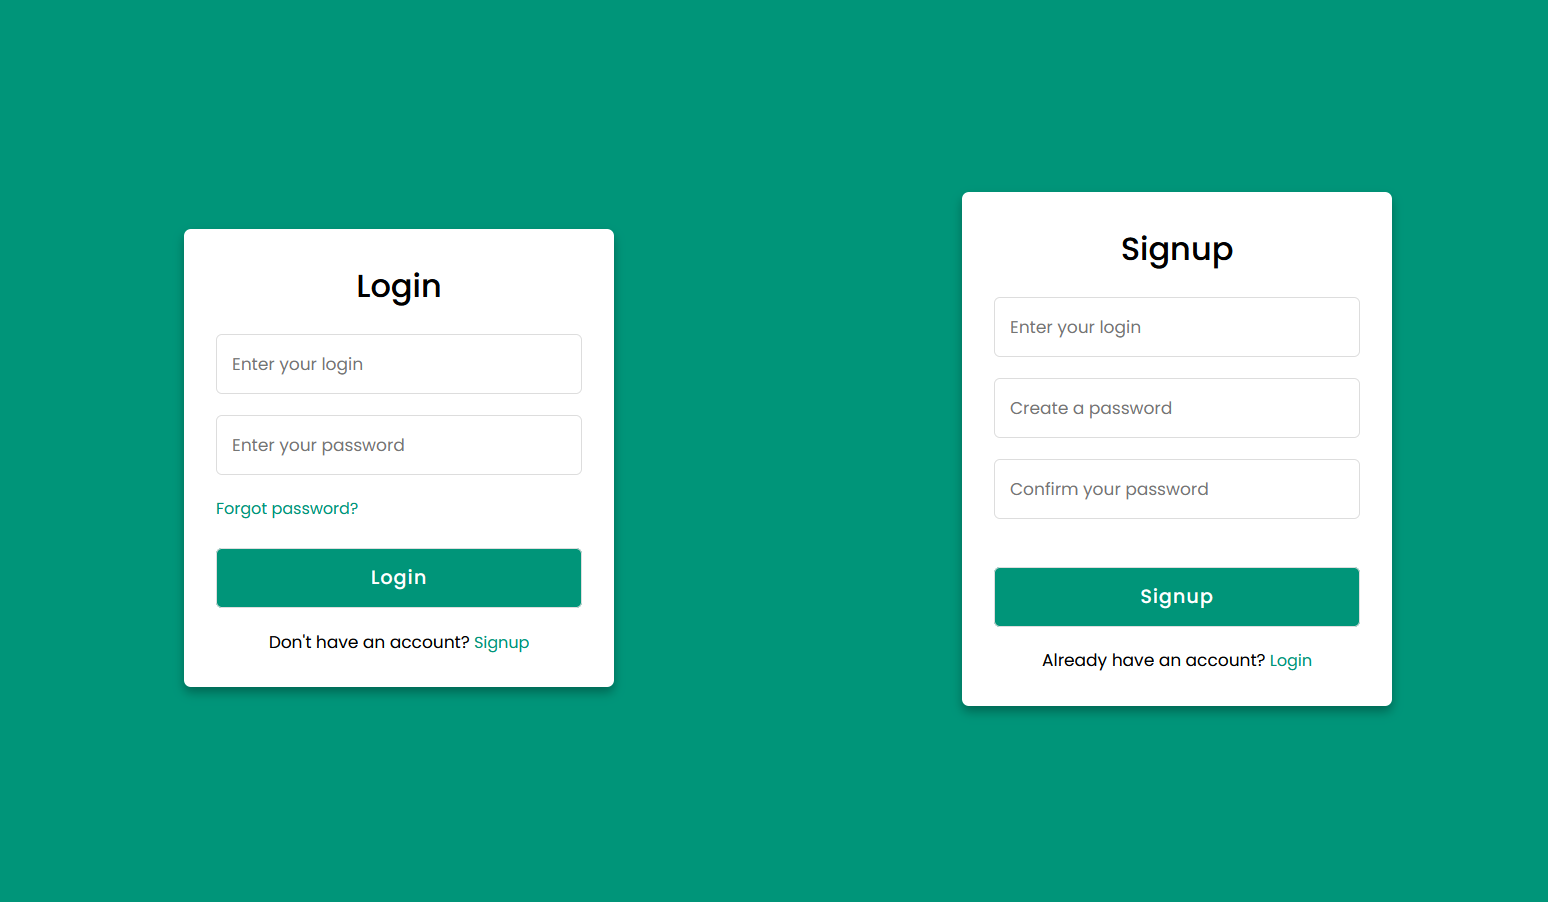 Login
Enter your login
Enter your password
Forgot password?
Login
Don't have an account? Signup
Signup
Enter your login
Create a password
Confirm your password
Signup
Already have an account? Login